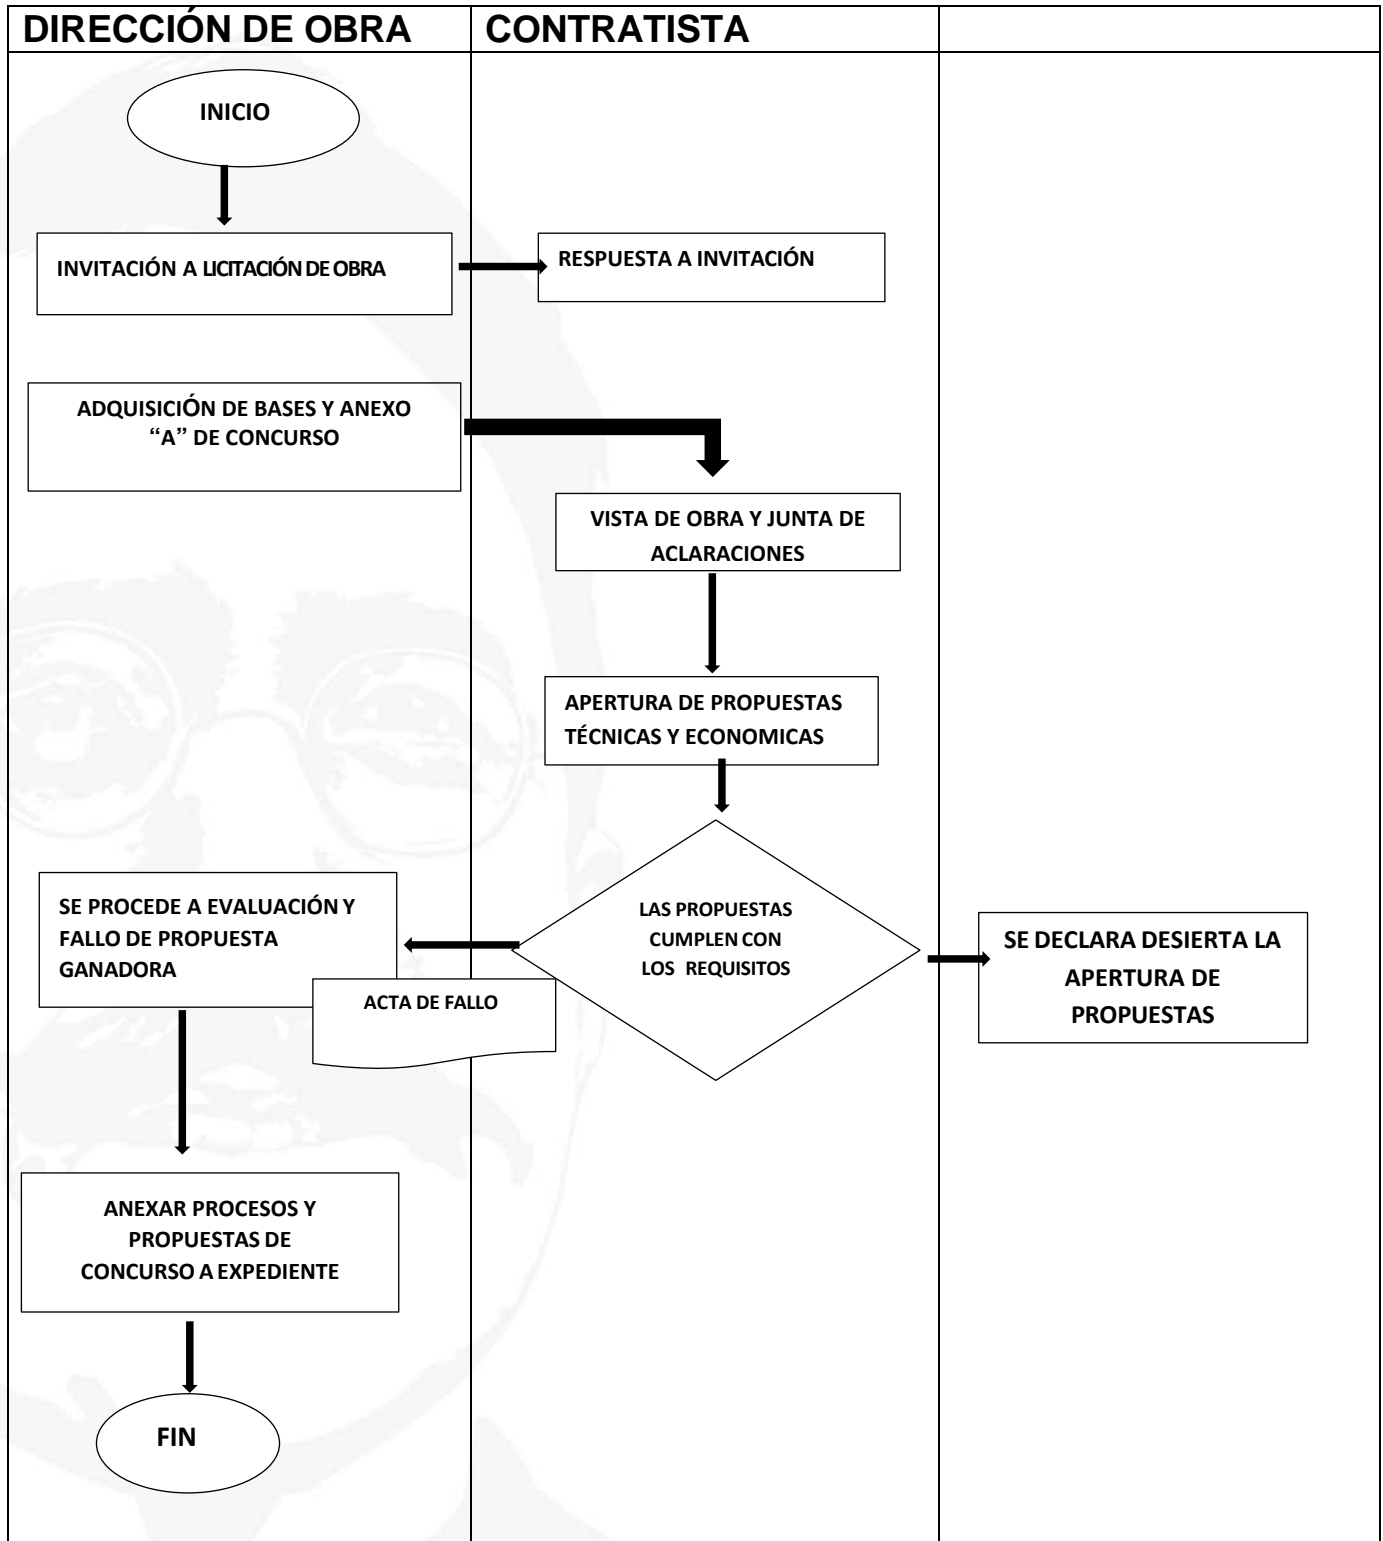 DIRECCIÓN DE OBRA
CONTRATISTA
INICIO
INVITACIÓN A LICITACIÓN DE OBRA
RESPUESTA A INVITACIÓN
ADQUISICIÓN DE BASES Y ANEXO
“A” DE CONCURSO
VISTA DE OBRA Y JUNTA DE
ACLARACIONES
APERTURA DE PROPUESTAS
TÉCNICAS Y ECONOMICAS
LAS PROPUESTAS
CUMPLEN CON
LOS REQUISITOS
SE PROCEDE A EVALUACIÓN Y
FALLO DE PROPUESTA
GANADORA
ACTA DE FALLO
SE DECLARA DESIERTA LA
APERTURA DE
PROPUESTAS
ANEXAR PROCESOS Y
PROPUESTAS DE
CONCURSO A EXPEDIENTE
FIN